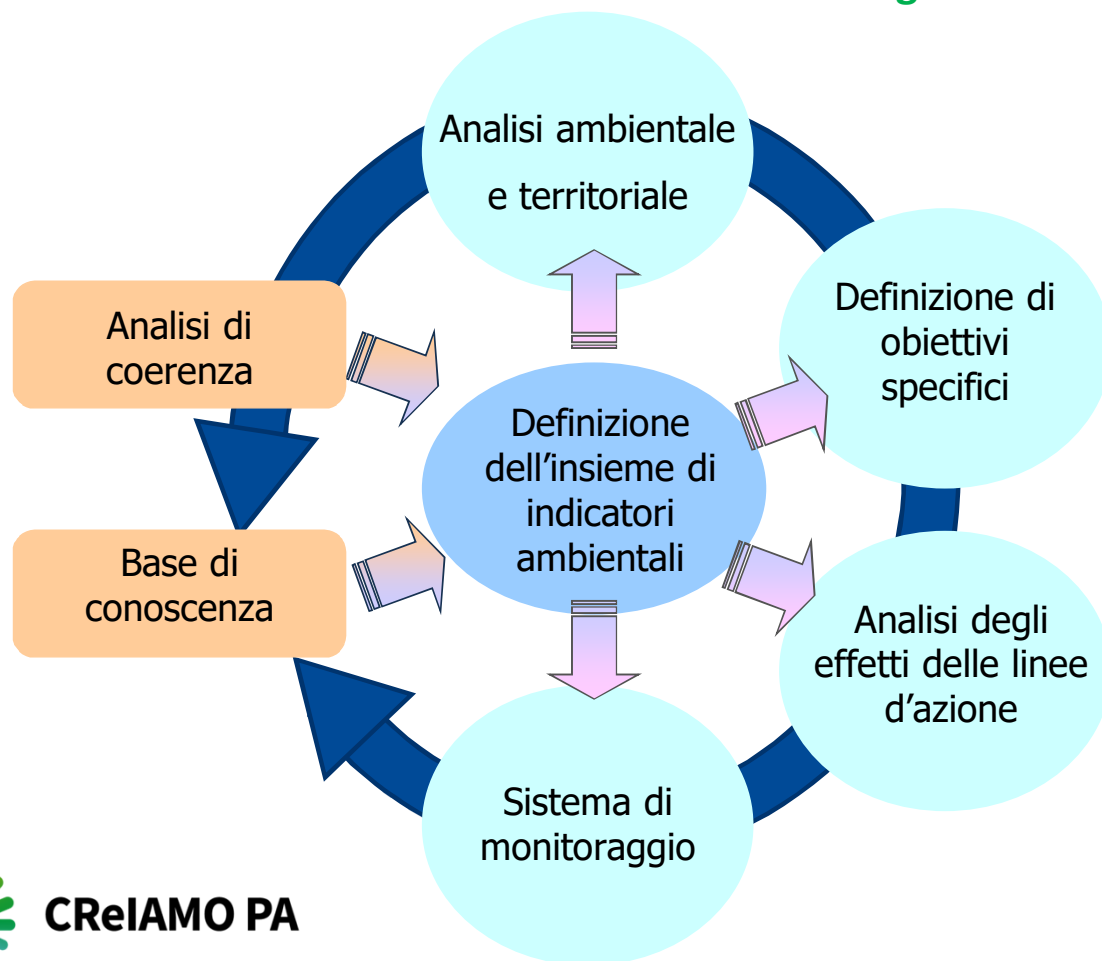 g
Analisi ambientale
e territoriale
Analisi di
coerenza
Definizione di
obiettivi
specifici
Definizione
dell’insieme di
indicatori
ambientali
Base di
conoscenza
Analisi degli
effetti delle linee
d’azione
Sistema di
monitoraggio
CReIAMO PA